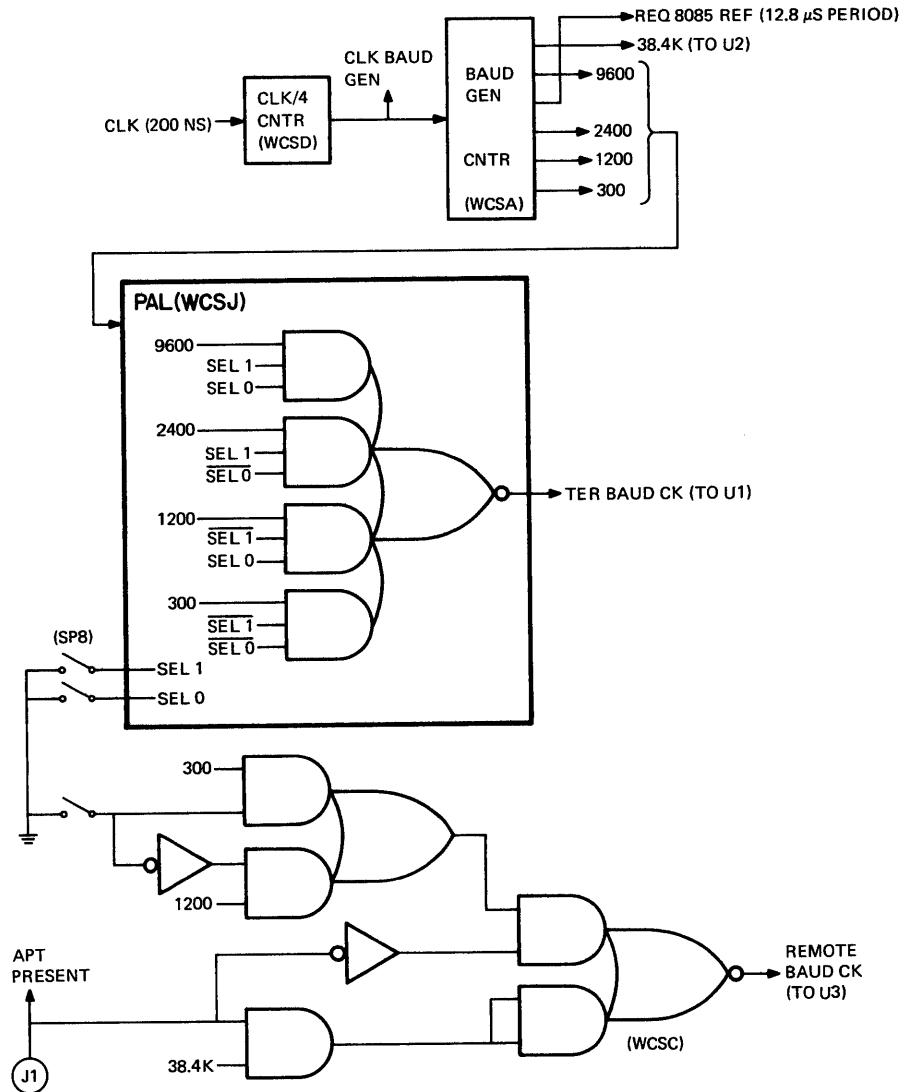 REQ 8085 REF (12.8 μS PERIOD)
38.4K (TO U2)
CLK BAUD
GEN
BAUD
GEN
CNTR
(WCSA)
9600
2400
1200
300
CLK (200 NS)
CLK/4
CNTR
(WCSD)
PAL(WCSJ)
9600
SEL 1
SEL 0
2400
SEL 1
SEL 0
1200
SEL 1
SEL 0
300
SEL 1
SEL 0
TER BAUD CK (TO U1)
(SP8)
SEL 1
SEL 0
300
1200
APT
PRESENT
J1
38.4K
(WCSC)
REMOTE
BAUD CK
(TO U3)